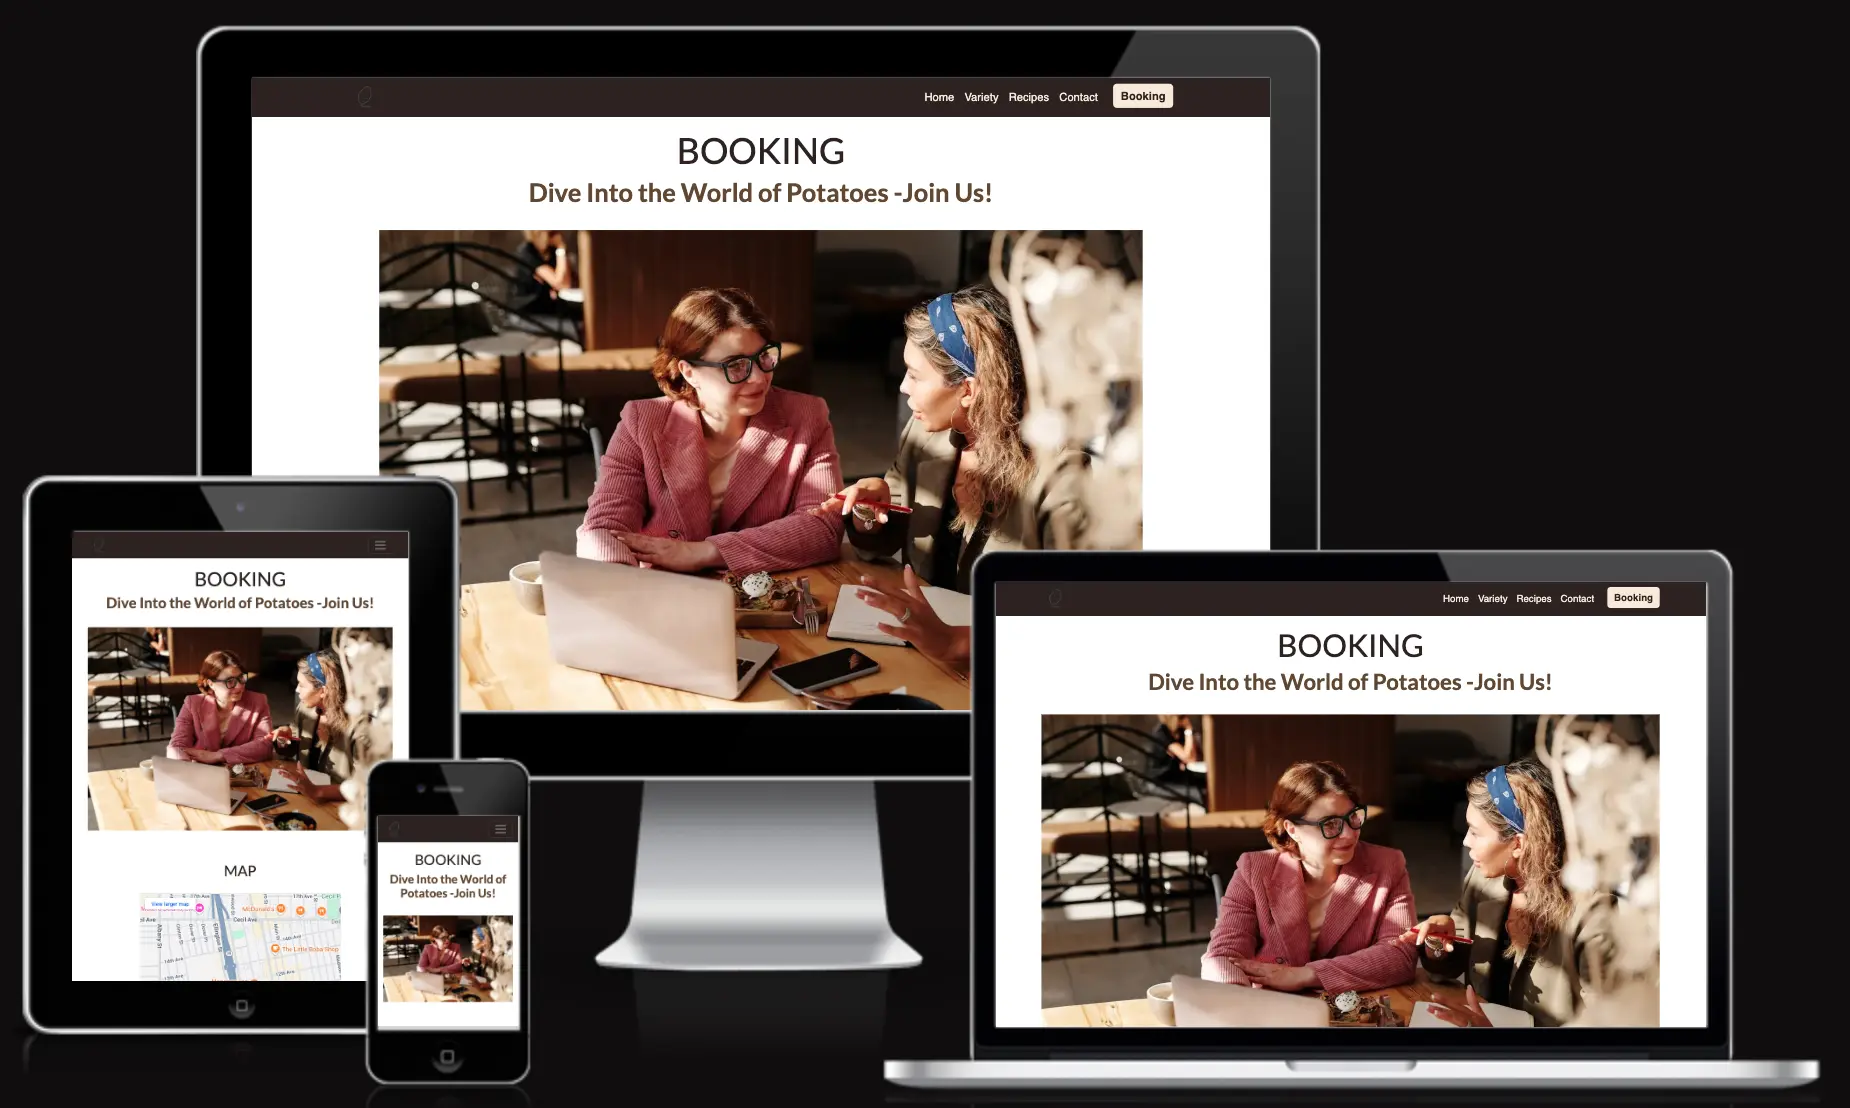 Home Variety Recipes Contact Booking
BOOKING
Dive Into the World of Potatoes -Join Us!
BOOKING
Dive Into the World of Potatoes -Join Us!
MAP
View larger map
McDonald's
Cecil Ave
The Little Boba Shop
BOOKING
Dive Into the World of
Potatoes -Join Us!
Home Variety Recipes Contact Booking
BOOKING
Dive Into the World of Potatoes -Join Us!